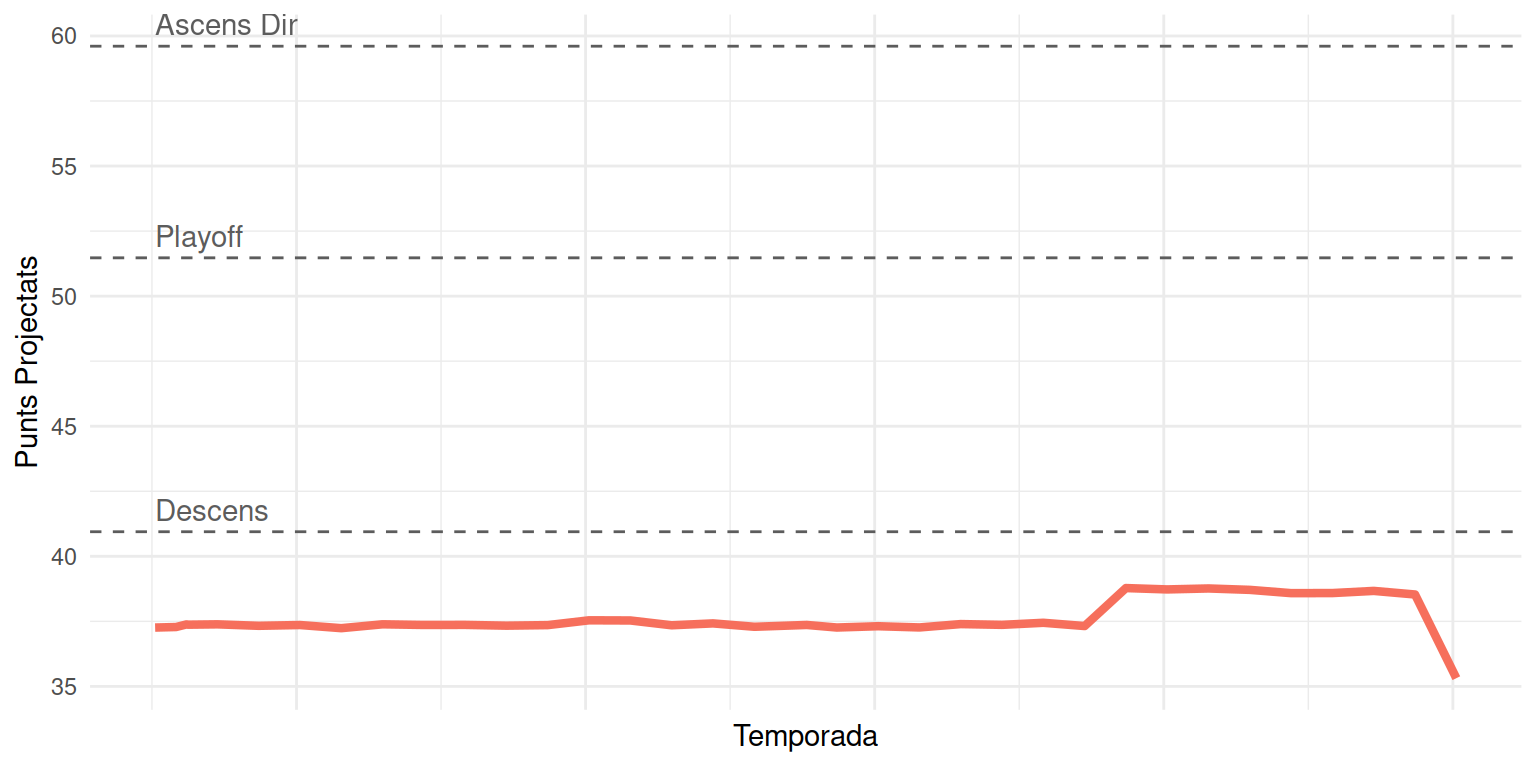 Ascens Dir
60
55
Playoff
50
Punts Projectats
45
Descens
40
35
Temporada